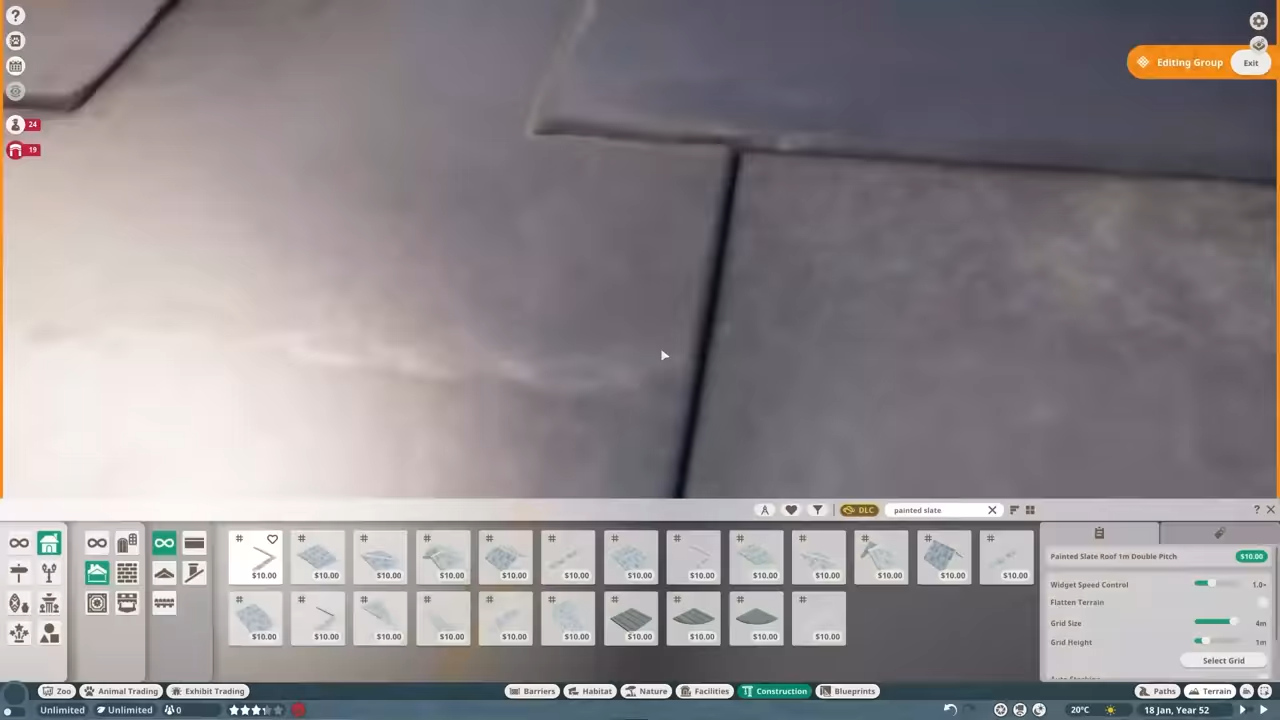 ?
Editing Group
Exit
24
19
DLC
painted slate
?
$10.00 $10.00 $10.00 $10.00 $10.00 $10.00 $10.00 $10.00 $10.00 $10.00 $10.00 $10.00 $10.00
$10.00 $10.00 $10.00 $10.00 $10.00 $10.00 $10.00 $10.00 $10.00 $10.00
Painted Slate Roof 1m Double Pitch $10.00
Widget Speed Control
Flatten Terrain
Grid Size 4m
Grid Height 1m
Select Grid
Zoo Animal Trading Exhibit Trading Barriers Habitat Nature Facilities Construction Blueprints Paths Terrain
Unlimited Unlimited 0 20°C 18 Jan, Year 52